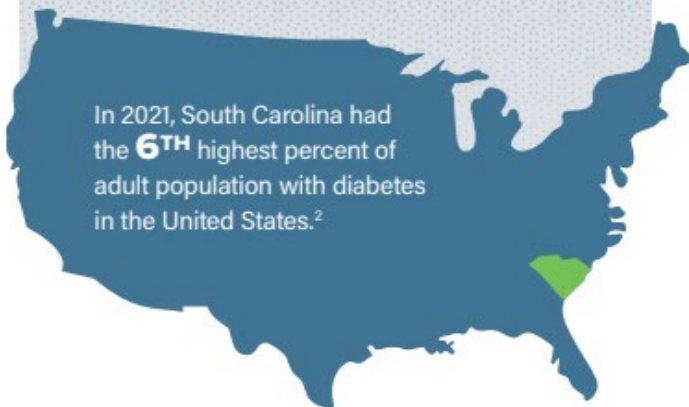 In 2021, South Carolina had
the 6TH highest percent of
adult population with diabetes
in the United States.²